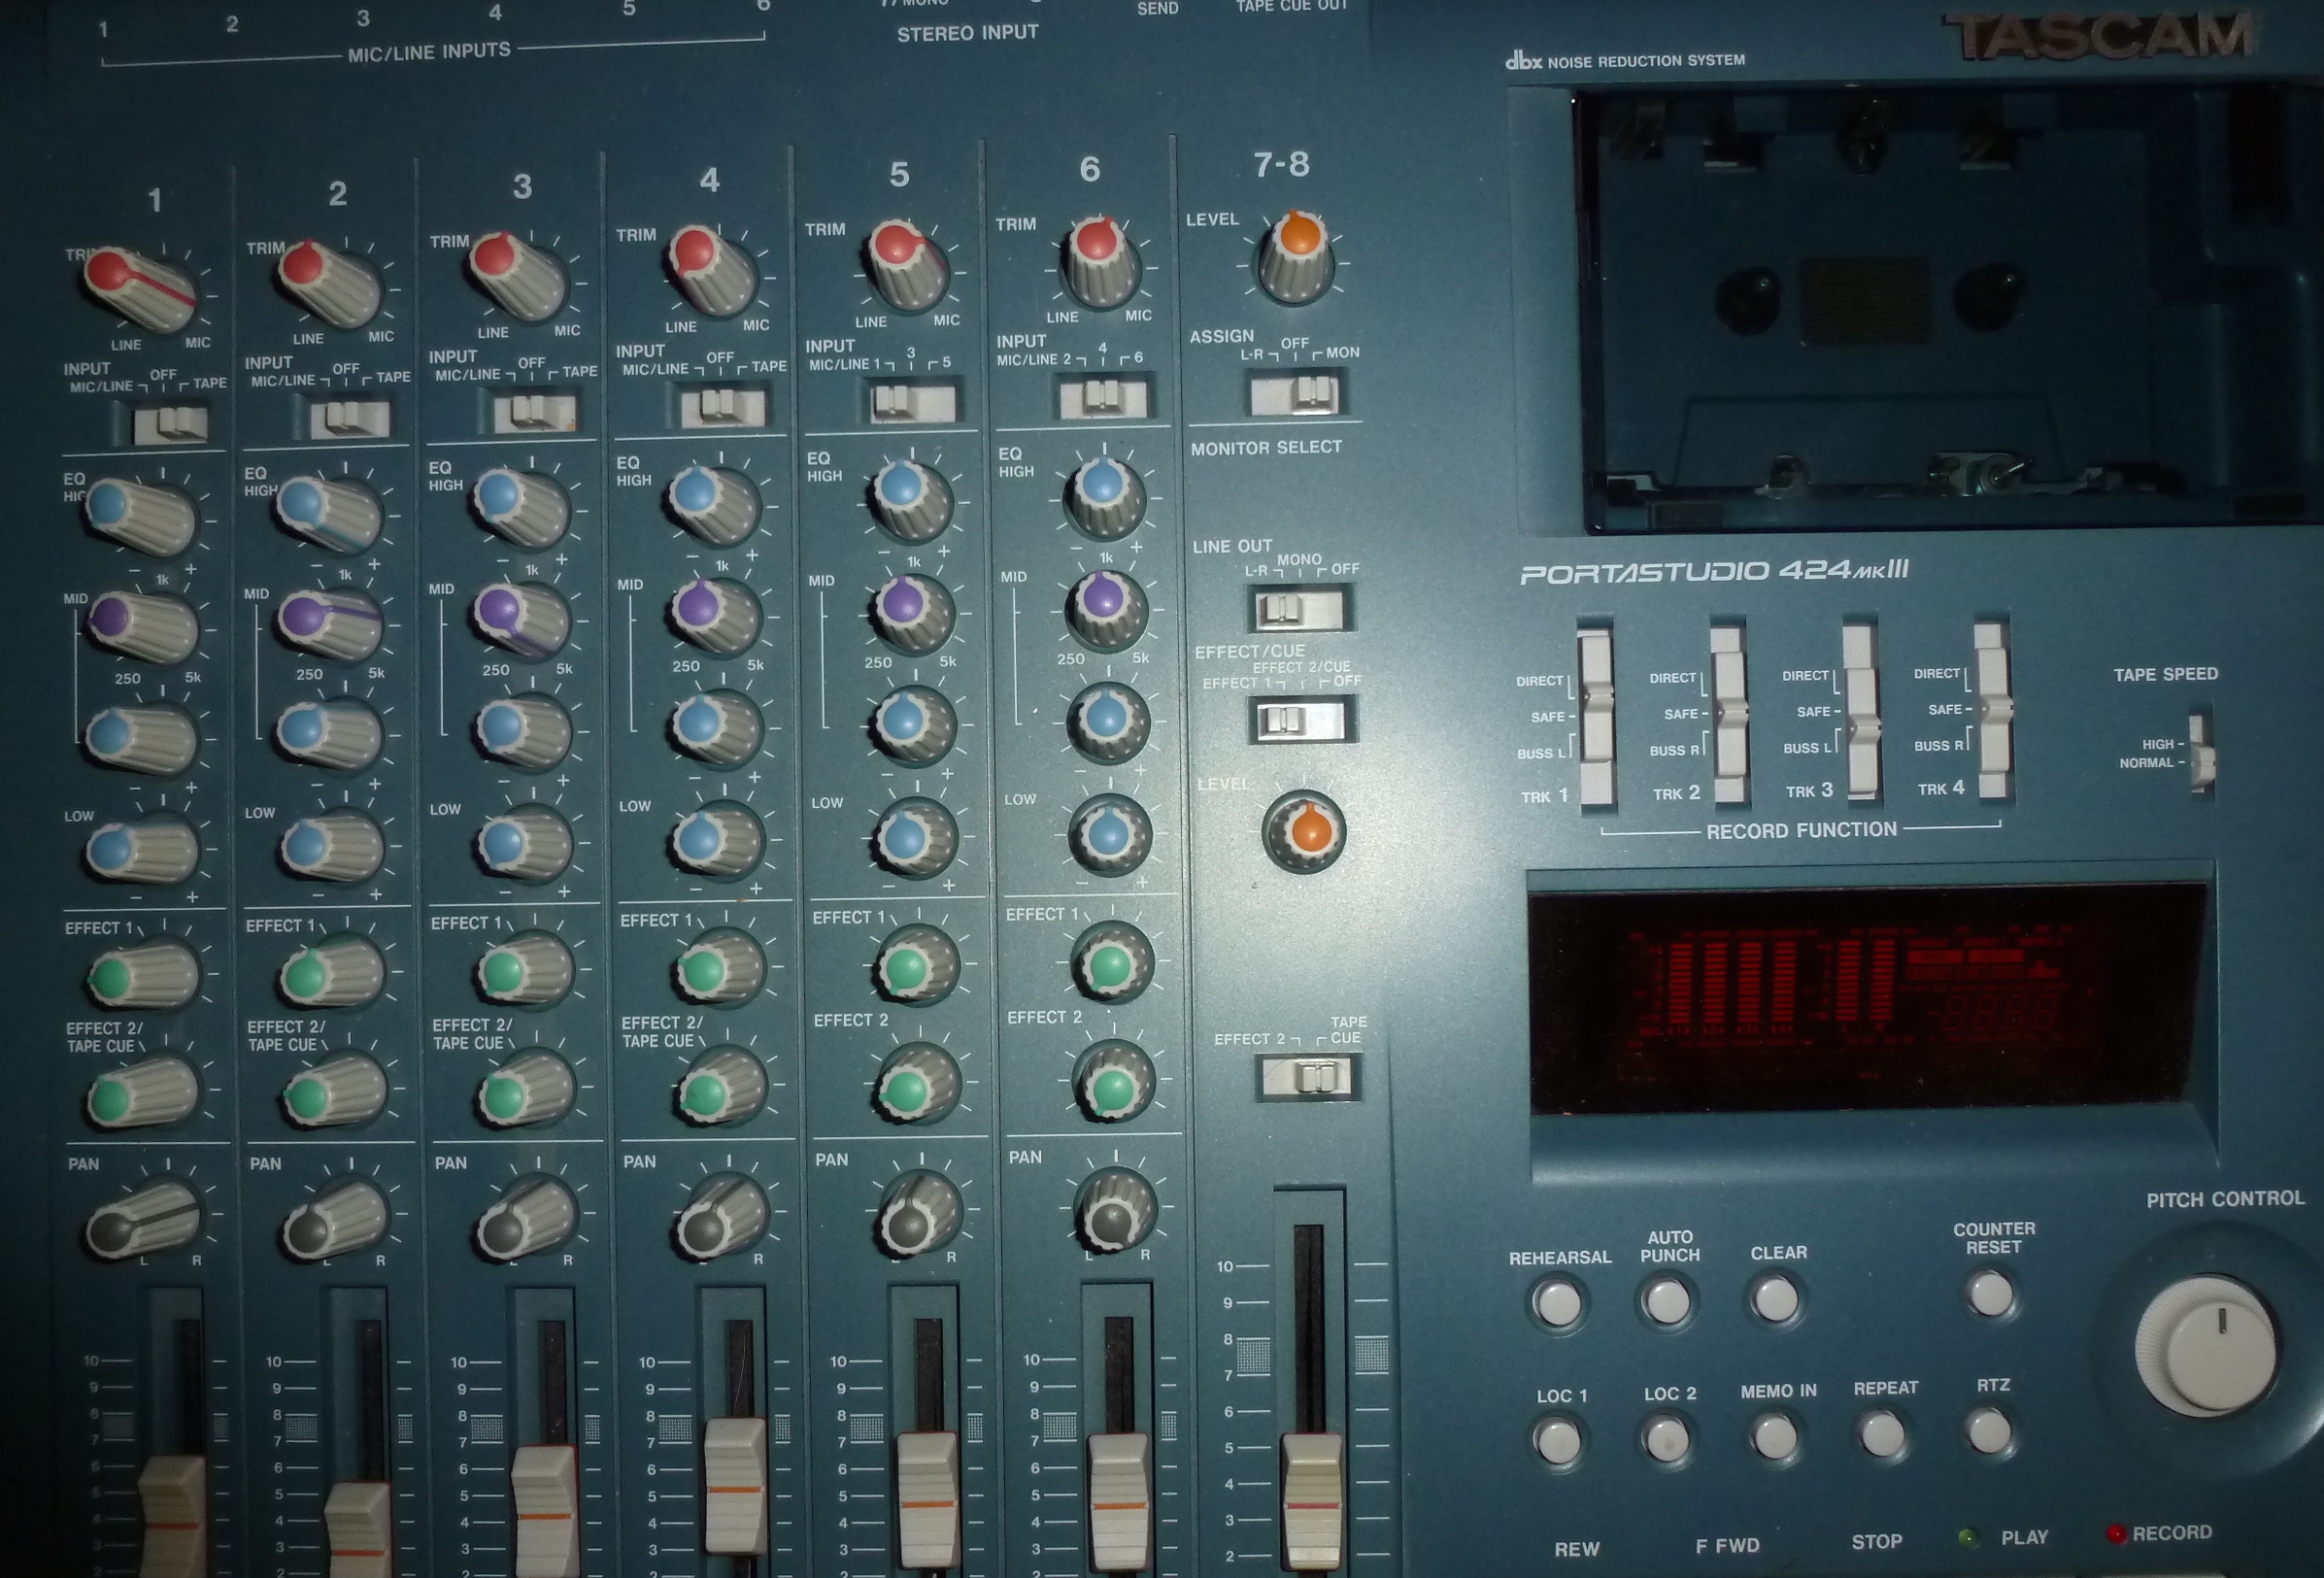 1 2 3 4 5 6
MIC/LINE INPUTS
STEREO INPUT
SEND
TAPE CUE OUT
dbx NOISE REDUCTION SYSTEM
TASCAM
1 2 3 4 5 6 7-8
TRIM TRIM TRIM TRIM TRIM LEVEL
LINE MIC LINE MIC LINE MIC LINE MIC LINE MIC LINE MIC
INPUT INPUT INPUT INPUT INPUT INPUT ASSIGN
MIC/LINE OFF TAPE MIC/LINE OFF TAPE MIC/LINE OFF TAPE MIC/LINE OFF TAPE MIC/LINE 1 3 5 MIC/LINE 2 4 6 L-R OFF MON
EQ EQ EQ EQ EQ EQ MONITOR SELECT
HIGH HIGH HIGH HIGH HIGH
- + - + - +
LINE OUT
L-R MONO OFF
1k 1k 1k 1k 1k
MID MID MID MID MID MID
250 5k 250 5k 250 5k 250 5k 250 5k 250 5k
EFFECT/CUE
EFFECT 2/CUE
EFFECT 1 OFF
LEVEL
- + - + - + - + - + - +
LOW LOW LOW LOW LOW LOW
- + - + - + - + - + - +
EFFECT 1 EFFECT 1 EFFECT 1 EFFECT 1 EFFECT 1 EFFECT 1
EFFECT 2/ EFFECT 2/ EFFECT 2/ EFFECT 2/ EFFECT 2 EFFECT 2
TAPE CUE TAPE CUE TAPE CUE TAPE CUE
EFFECT 2 TAPE CUE
PAN PAN PAN PAN PAN PAN
L R L R L R R R L R
10 10 10 10 10 10 10
9 9 9 9 9 9 9
8 8 8 8 8 8 8
7 7 7 7 7 7 7
6 6 6 6 6 6 6
5 5 5 5 5 5 5
4 4 4 4 4 4 4
3 3 3 3 3 3 3
2 2 2 2 2 2 2
PORTASTUDIO 424MKIII
DIRECT DIRECT DIRECT DIRECT
SAFE SAFE SAFE SAFE
BUSS L BUSS R BUSS L BUSS R
TRK 1 TRK 2 TRK 3 TRK 4
RECORD FUNCTION
TAPE SPEED
HIGH
NORMAL
PITCH CONTROL
REHEARSAL
AUTO
PUNCH
CLEAR
COUNTER
RESET
LOC 1 LOC 2 MEMO IN REPEAT RTZ
REW F FWD STOP PLAY RECORD